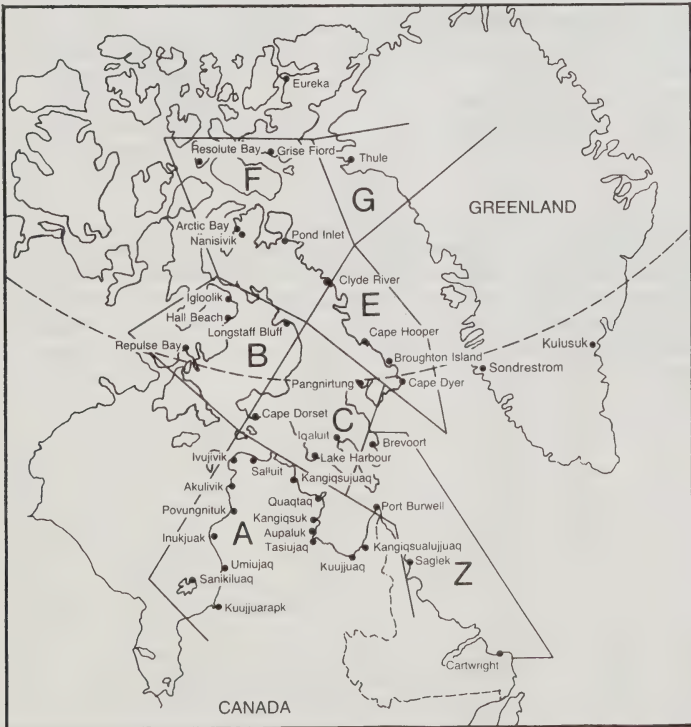 Eureka
Resolute Bay
Grise Fiord
Thule
F
G
GREENLAND
Arctic Bay
Nanisivik
Pond Inlet
Clyde River
Igloolik
E
Hall Beach
Longstaff Bluff
Cape Hooper
Repulse Bay
B
Broughton Island
Kulusuk
Sondrestrom
Pangnirtung
Cape Dyer
C
Cape Dorset
Iqaluit
Brevoort
Lake Harbour
Ivujivik
Salluit
Kangiqsujuaq
Akulivik
Quaqtaq
Port Burwell
Povungnituk
Kangiqsuk
A
Inukjuak
Aupaluk
Tasiujaq
Kangiqsualujjuaq
Kuujjuaq
Saglek
Z
Umiujaq
Sanikiluaq
Kuujjuarapk
Cartwright
CANADA